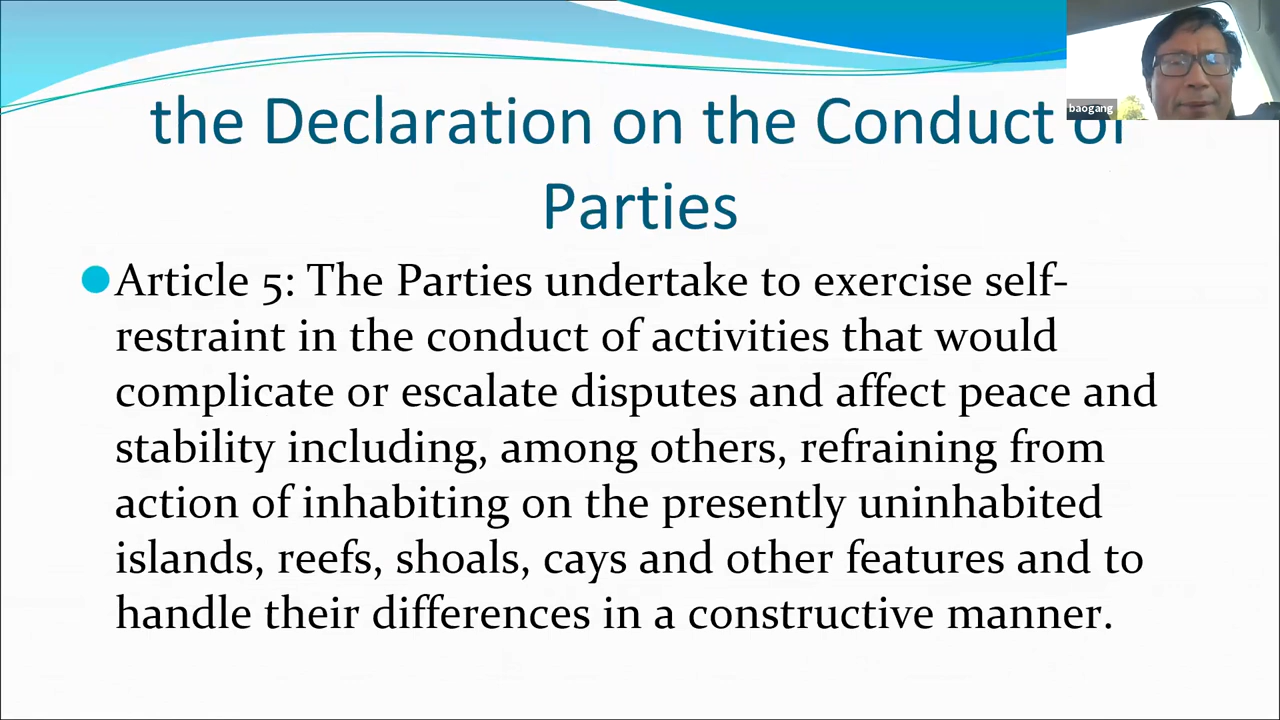 the Declaration on the Conduct of
Parties
Article 5: The Parties undertake to exercise self-
restraint in the conduct of activities that would
complicate or escalate disputes and affect peace and
stability including, among others, refraining from
action of inhabiting on the presently uninhabited
islands, reefs, shoals, cays and other features and to
handle their differences in a constructive manner.
baogang